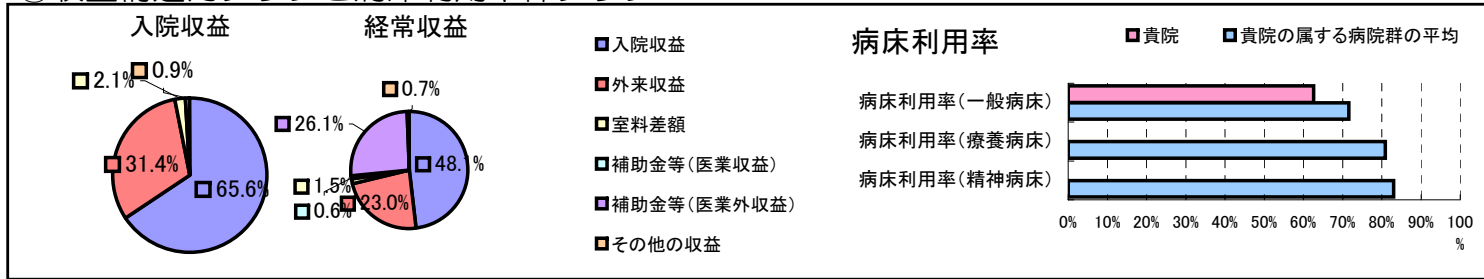 入院収益
経常収益
2.1%
0.9%
31.4%
65.6%
0.7%
26.1%
48.1%
1.5%
0.6%
23.0%
入院収益
外来収益
室料差額
補助金等(医業収益)
補助金等(医業外収益)
その他の収益
病床利用率
貴院
貴院の属する病院群の平均
病床利用率(一般病床)
病床利用率(療養病床)
病床利用率(精神病床)
0% 10% 20% 30% 40% 50% 60% 70% 80% 90% 100
%